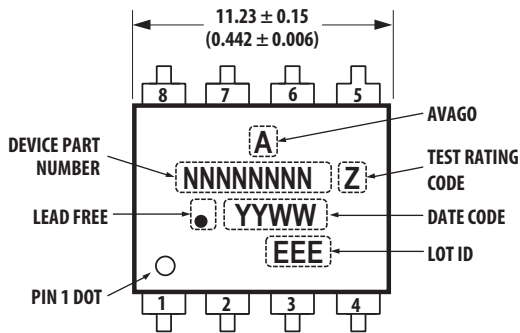 11.23 ± 0.15
(0.442 ± 0.006)
8 7 6 5
A
AVAGO
DEVICE PART
NUMBER
NNNNNNNN Z
TEST RATING
CODE
LEAD FREE
YYWW
DATE CODE
EEE
LOT ID
PIN 1 DOT
1 2 3 4